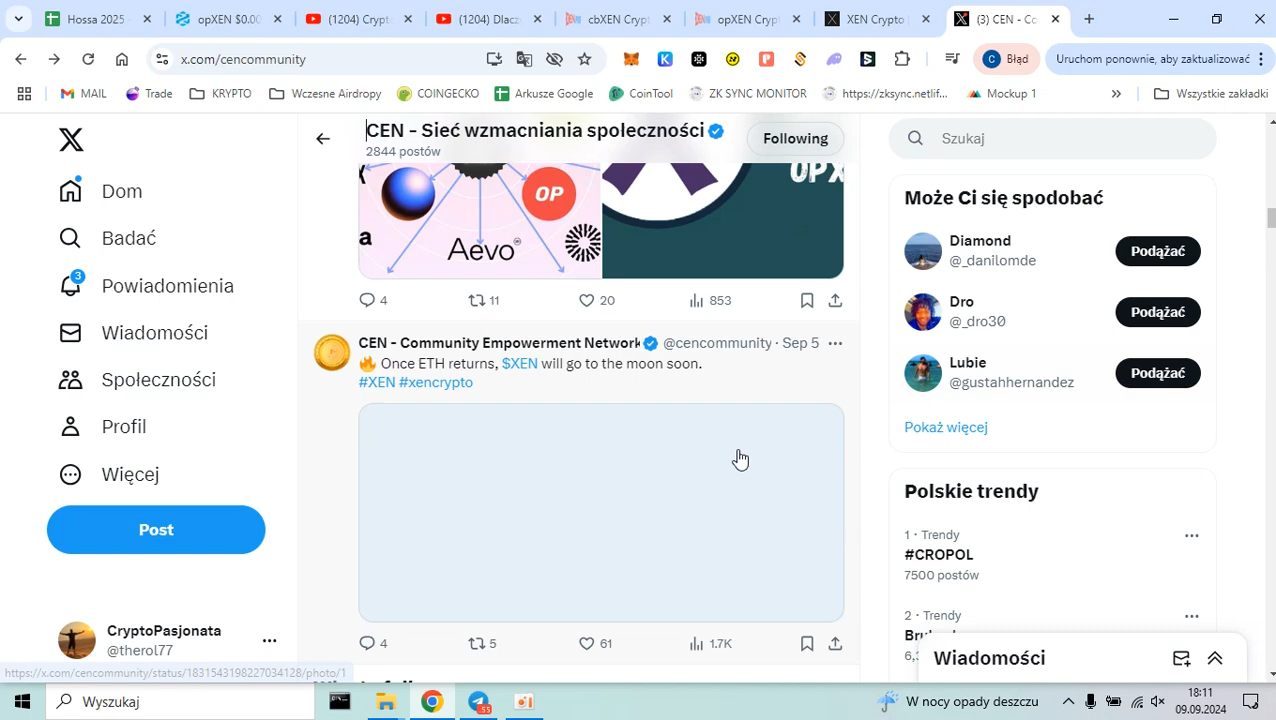 Hossa 2025
opXEN $0.0
(1204) Crypt
(1204) Dlacz
cbXEN Cryp
opXEN Cryp
XEN Crypto
(3) CEN - Co
x.com/cencommunity
Błąd
Uruchom ponownie, aby zaktualizować
MAIL
Trade
KRYPTO
Wczesne Airdropy
COINGECKO
Arkusze Google
CoinTool
ZK SYNC MONITOR
https://zksync.netlif...
Mockup 1
Wszystkie zakładki
CEN - Sieć wzmacniania społeczności
2844 postów
Following
Szukaj
Dom
Badać
3
Powiadomienia
Wiadomości
Społeczności
Profil
Więcej
Post
CryptoPasjonata
@therol77
OP
Aevo
OPX
4
11
20
853
CEN - Community Empowerment Network @cencommunity · Sep 5
🔥 Once ETH returns, $XEN will go to the moon soon.
#XEN #xencrypto
4
5
61
1.7K
Może Ci się spodobać
Diamond
@_danilomde
Podążać
Dro
@_dro30
Podążać
Lubie
@gustahhernandez
Podążać
Pokaż więcej
Polskie trendy
1 · Trendy
#CROPOL
7500 postów
2 · Trendy
Wiadomości
https://x.com/cencommunity/status/1831543198227034128/photo/1
Wyszukaj
55
W nocy opady deszczu
18:11
09.09.2024